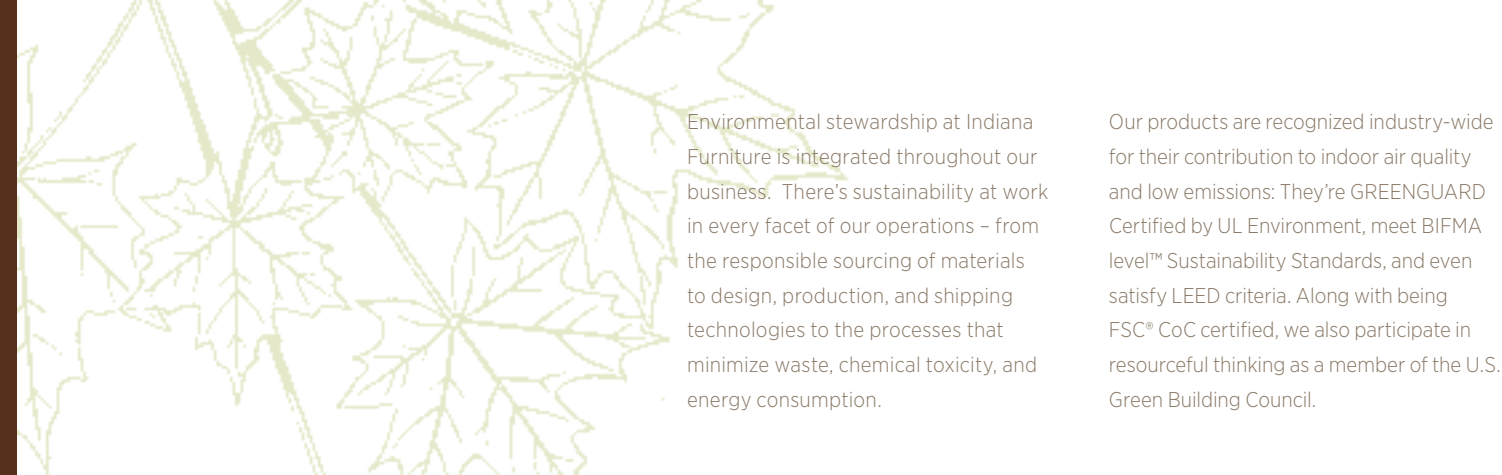 Environmental stewardship at Indiana
Furniture is integrated throughout our
business.  There's sustainability at work
in every facet of our operations – from
the responsible sourcing of materials
to design, production, and shipping
technologies to the processes that
minimize waste, chemical toxicity, and
energy consumption.
Our products are recognized industry-wide
for their contribution to indoor air quality
and low emissions: They're GREENGUARD
Certified by UL Environment, meet BIFMA
level™ Sustainability Standards, and even
satisfy LEED criteria. Along with being
FSC® CoC certified, we also participate in
resourceful thinking as a member of the U.S.
Green Building Council.